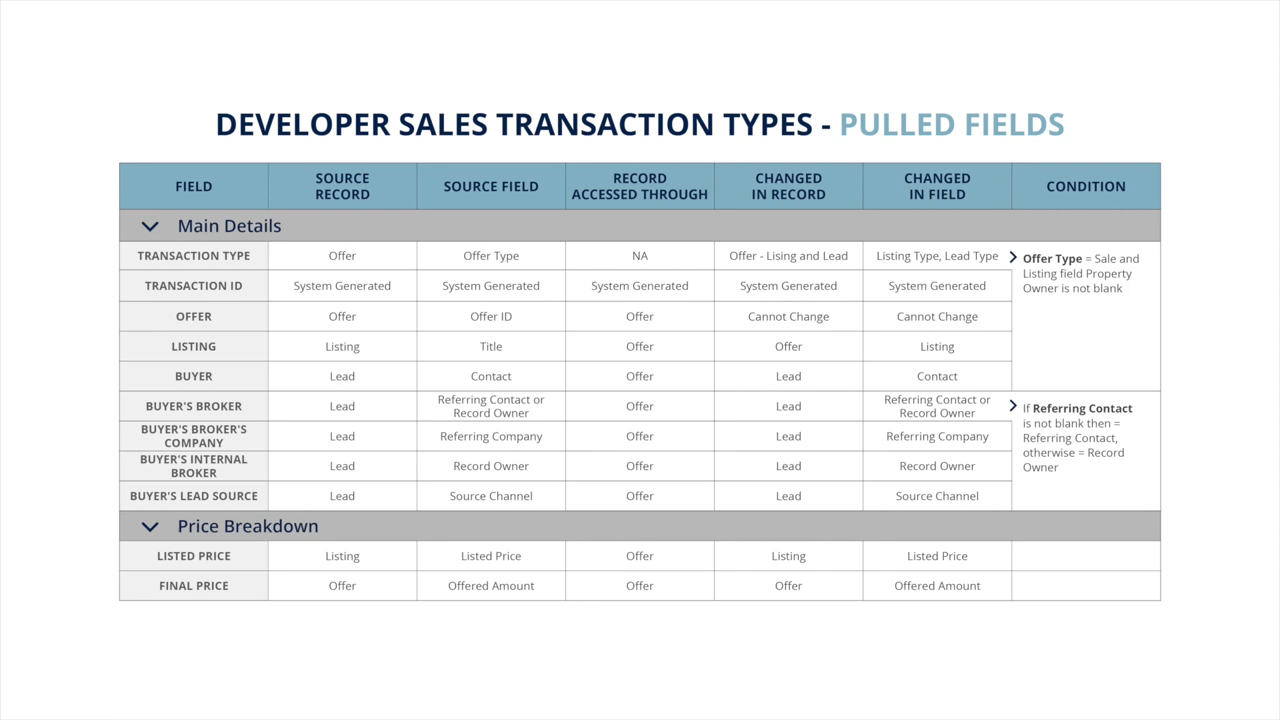 DEVELOPER SALES TRANSACTION TYPES - PULLED FIELDS
FIELD SOURCE RECORD SOURCE FIELD RECORD ACCESSED THROUGH CHANGED IN RECORD CHANGED IN FIELD CONDITION
Main Details
TRANSACTION TYPE Offer Offer Type NA Offer - Lising and Lead Listing Type, Lead Type Offer Type = Sale and Listing field Property Owner is not blank
TRANSACTION ID System Generated System Generated System Generated System Generated System Generated
OFFER Offer Offer ID Offer Cannot Change Cannot Change
LISTING Listing Title Offer Offer Listing
BUYER Lead Contact Offer Lead Contact
BUYER'S BROKER Lead Referring Contact or Record Owner Offer Lead Referring Contact or Record Owner If Referring Contact is not blank then = Referring Contact, otherwise = Record Owner
BUYER'S BROKER'S COMPANY Lead Referring Company Offer Lead Referring Company
BUYER'S INTERNAL BROKER Lead Record Owner Offer Lead Record Owner
BUYER'S LEAD SOURCE Lead Source Channel Offer Lead Source Channel
Price Breakdown
LISTED PRICE Listing Listed Price Offer Listing Listed Price
FINAL PRICE Offer Offered Amount Offer Offer Offered Amount